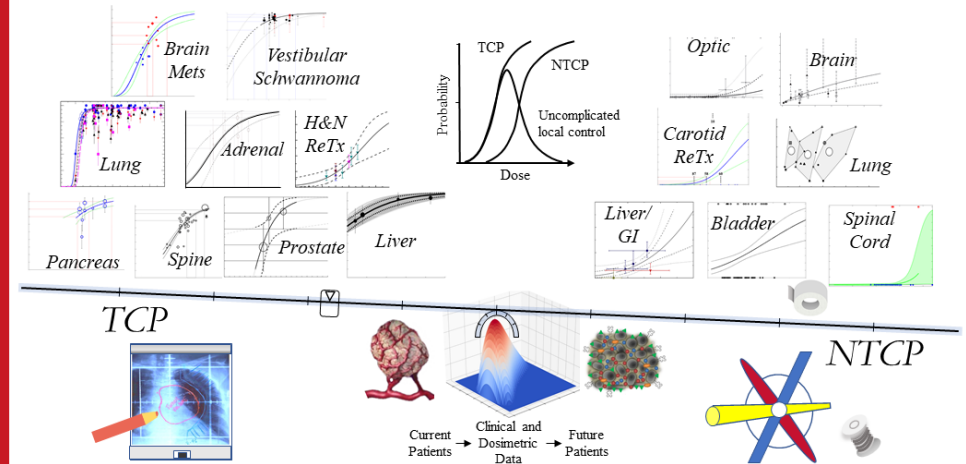 Brain
Mets
Vestibular
Schwannoma
Lung
Adrenal
H&N
ReTx
Pancreas
Spine
Prostate
Liver
Probability
TCP
NTCP
Uncomplicated
local control
Dose
Optic
Brain
Carotid
ReTx
Lung
Liver/
GI
Bladder
Spinal
Cord
TCP
NTCP
Current
Patients
Clinical and
Dosimetric
Data
Future
Patients